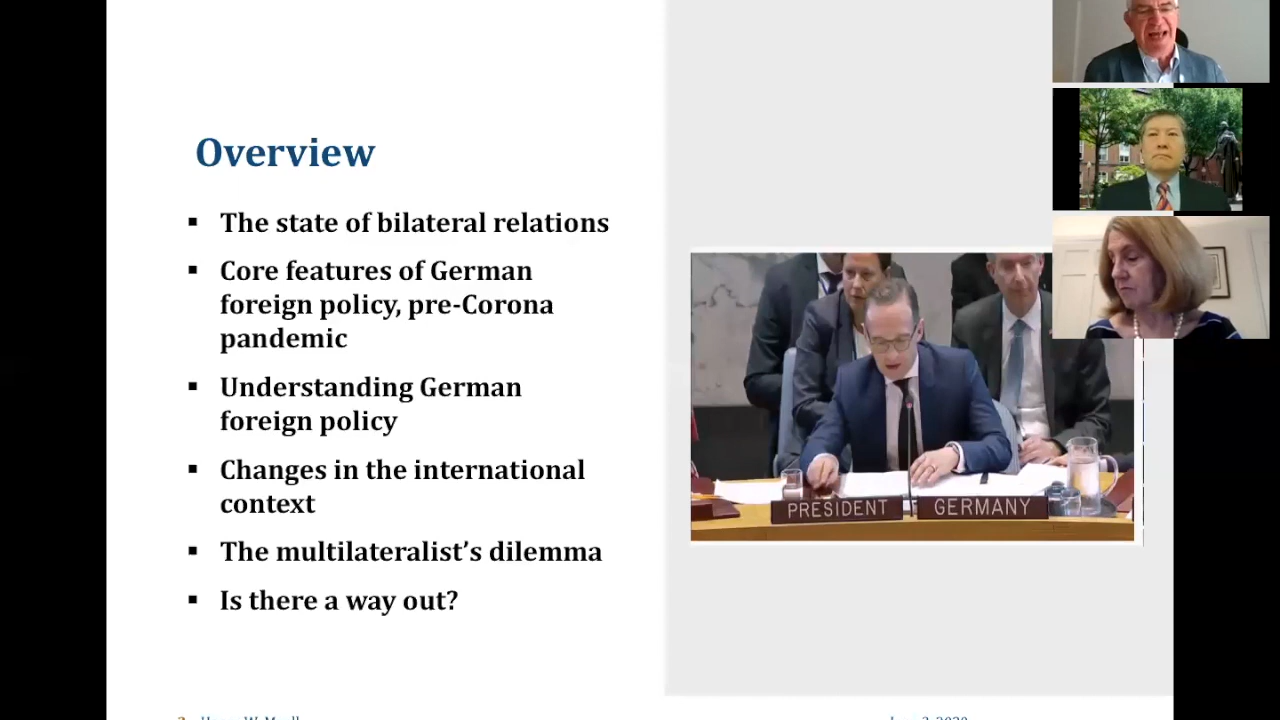 Overview
▪ The state of bilateral relations
▪ Core features of German
foreign policy, pre-Corona
pandemic
▪ Understanding German
foreign policy
▪ Changes in the international
context
▪ The multilateralist’s dilemma
▪ Is there a way out?
PRESIDENT
GERMANY